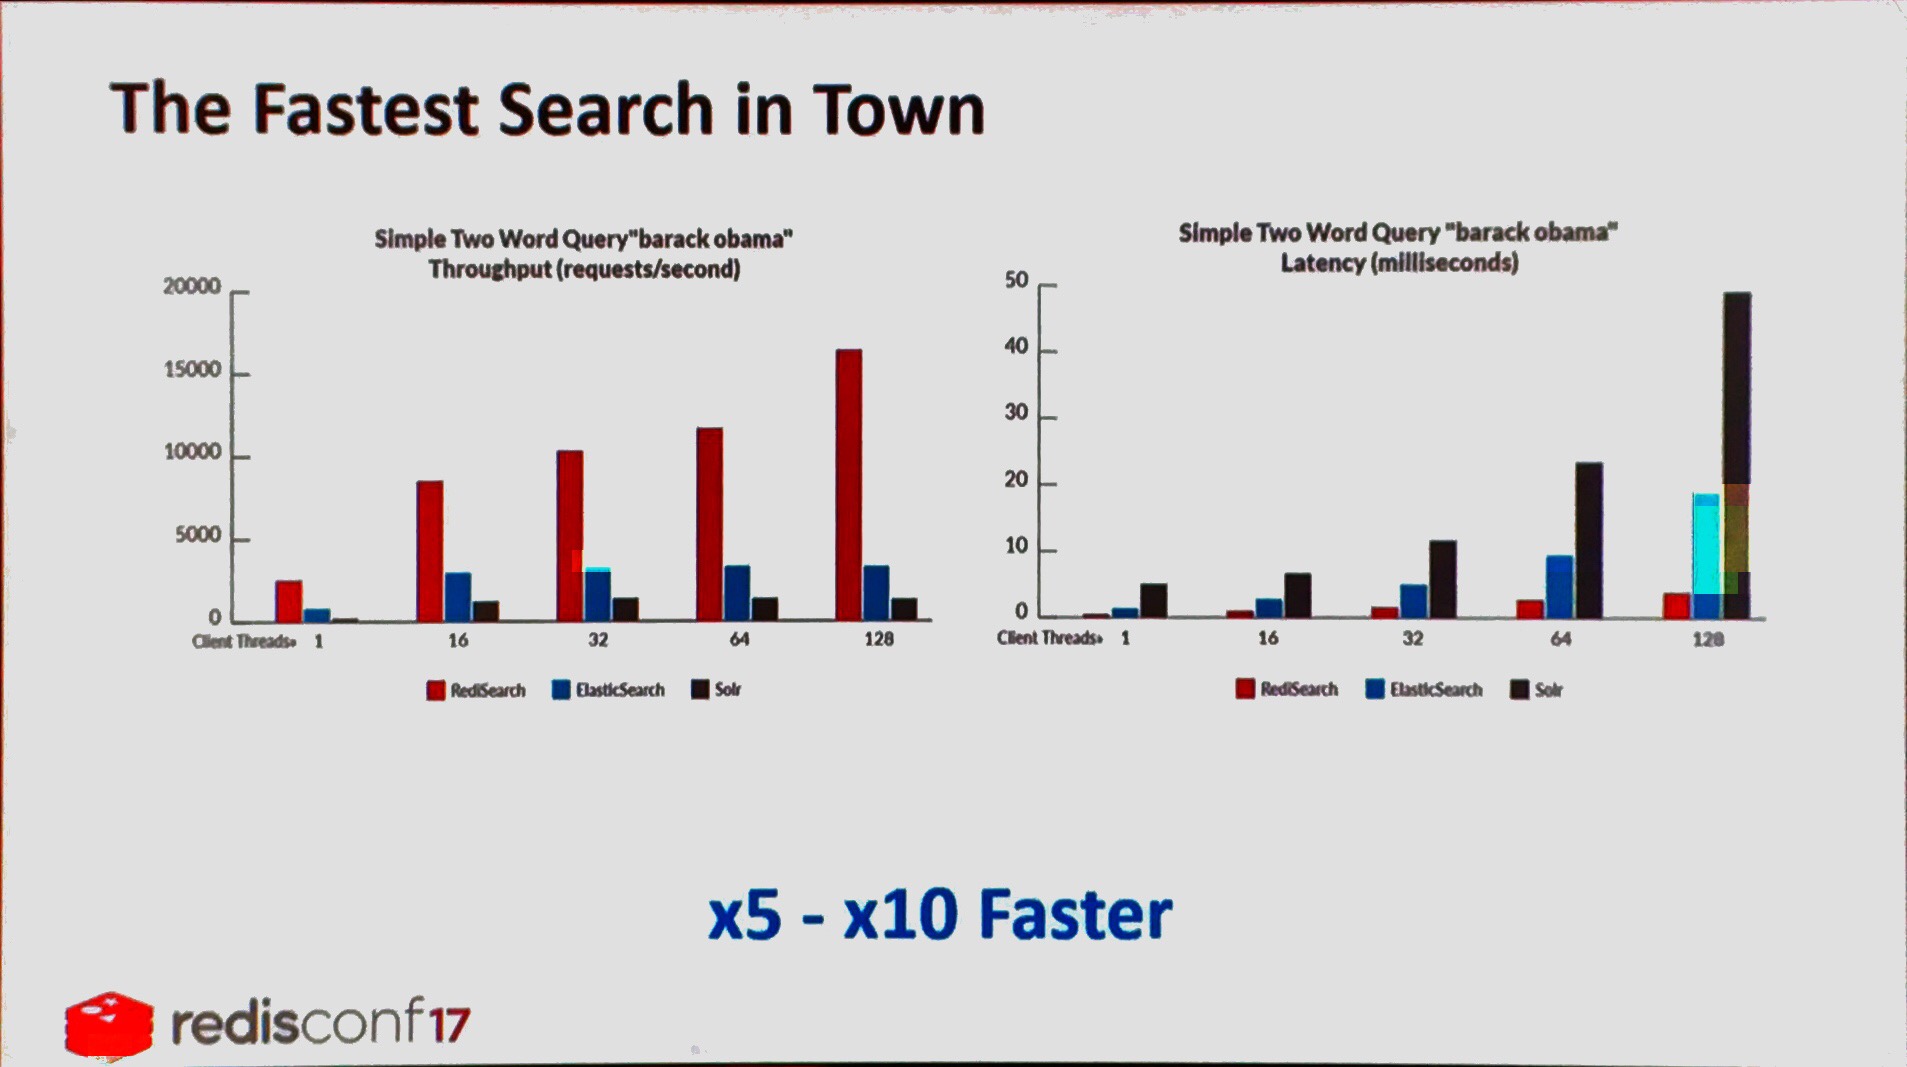 The Fastest Search in Town
Simple Two Word Query"barack obama"
Throughput (requests/second)
20000
15000
10000
5000
0
Client Threads 1 16 32 64 128
RediSearch ElasticSearch Solr
Simple Two Word Query "barack obama"
Latency (milliseconds)
50
40
30
20
10
0
Client Threads 1 16 32 64 128
RediSearch ElasticSearch Solr
x5 - x10 Faster
redisconf17